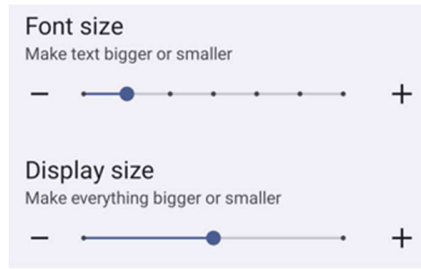 Font size
Make text bigger or smaller
Display size
Make everything bigger or smaller